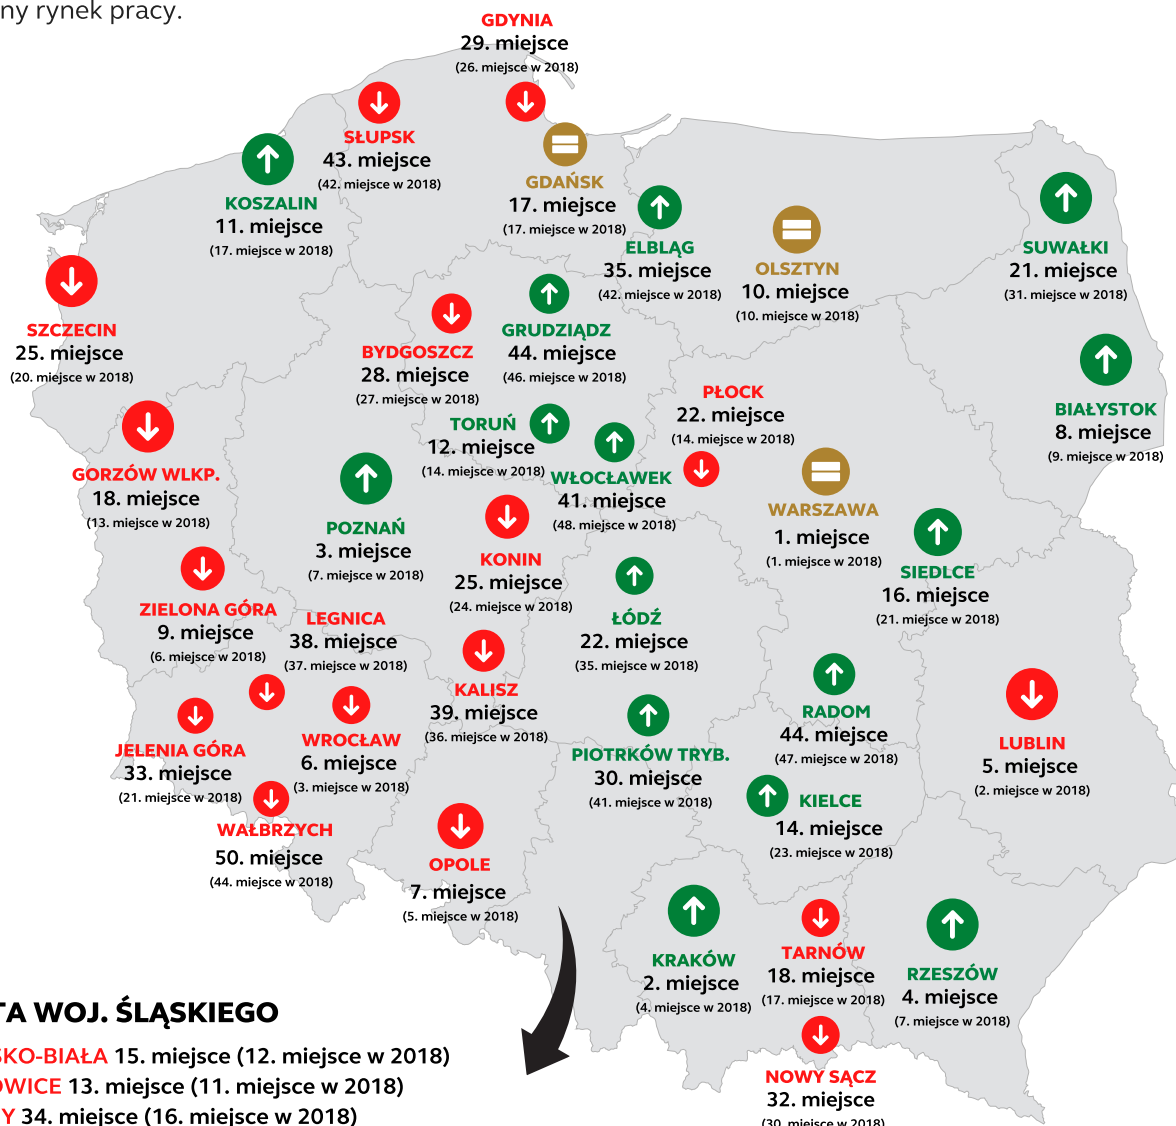 ny rynek pracy.
GDYNIA
29. miejsce
(26. miejsce w 2018)
SŁUPSK
43. miejsce
(42. miejsce w 2018)
GDAŃSK
17. miejsce
(17. miejsce w 2018)
KOSZALIN
11. miejsce
(17. miejsce w 2018)
ELBLĄG
35. miejsce
(42. miejsce w 2018)
OLSZTYN
10. miejsce
(10. miejsce w 2018)
SUWAŁKI
21. miejsce
(31. miejsce w 2018)
SZCZECIN
25. miejsce
(20. miejsce w 2018)
BYDGOSZCZ
28. miejsce
(27. miejsce w 2018)
GRUDZIĄDZ
44. miejsce
(46. miejsce w 2018)
PŁOCK
22. miejsce
(14. miejsce w 2018)
BIAŁYSTOK
8. miejsce
(9. miejsce w 2018)
TORUŃ
12. miejsce
(14. miejsce w 2018)
GORZÓW WLKP.
18. miejsce
(13. miejsce w 2018)
WŁOCŁAWEK
41. miejsce
(48. miejsce w 2018)
WARSZAWA
1. miejsce
(1. miejsce w 2018)
POZNAŃ
3. miejsce
(7. miejsce w 2018)
KONIN
25. miejsce
(24. miejsce w 2018)
SIEDLCE
16. miejsce
(21. miejsce w 2018)
ZIELONA GÓRA
9. miejsce
(6. miejsce w 2018)
LEGNICA
38. miejsce
(37. miejsce w 2018)
ŁÓDŹ
22. miejsce
(35. miejsce w 2018)
KALISZ
39. miejsce
(36. miejsce w 2018)
RADOM
44. miejsce
(47. miejsce w 2018)
JELENIA GÓRA
33. miejsce
(21. miejsce w 2018)
WROCŁAW
6. miejsce
(3. miejsce w 2018)
PIOTRKÓW TRYB.
30. miejsce
(41. miejsce w 2018)
LUBLIN
5. miejsce
(2. miejsce w 2018)
KIELCE
14. miejsce
(23. miejsce w 2018)
WAŁBRZYCH
50. miejsce
(44. miejsce w 2018)
OPOLE
7. miejsce
(5. miejsce w 2018)
KRAKÓW
2. miejsce
(4. miejsce w 2018)
TARNÓW
18. miejsce
(17. miejsce w 2018)
RZESZÓW
4. miejsce
(7. miejsce w 2018)
NOWY SĄCZ
32. miejsce
(30. miejsce w 2018)
TA WOJ. ŚLĄSKIEGO
SKO-BIAŁA 15. miejsce (12. miejsce w 2018)
OWICE 13. miejsce (11. miejsce w 2018)
Y 34. miejsce (16. miejsce w 2018)